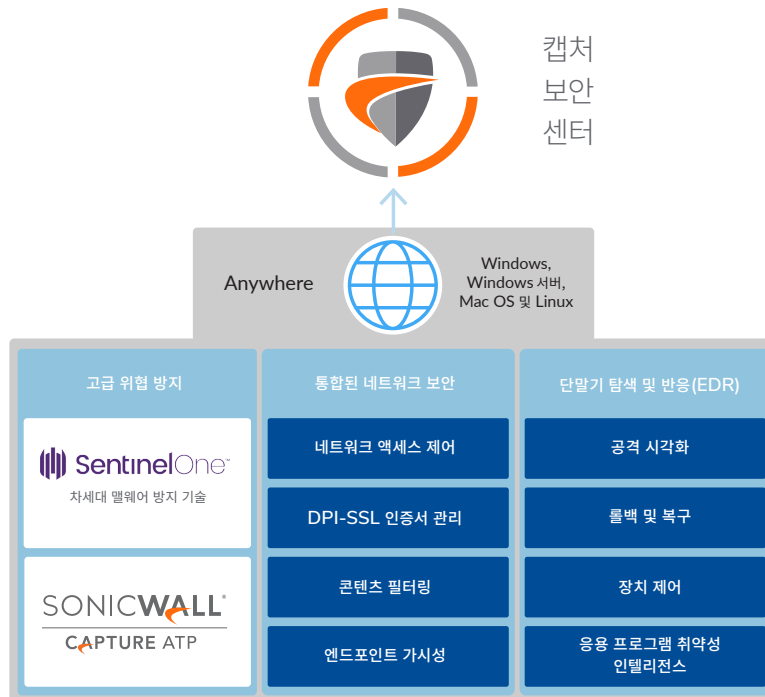 캡처
보안
센터
Anywhere
Windows,
Windows 서버,
Mac OS 및 Linux
고급 위협 방지
SentinelOne™
차세대 맬웨어 방지 기술
SONICWALL®
CAPTURE ATP
통합된 네트워크 보안
네트워크 액세스 제어
DPI-SSL 인증서 관리
콘텐츠 필터링
엔드포인트 가시성
단말기 탐색 및 반응(EDR)
공격 시각화
롤백 및 복구
장치 제어
응용 프로그램 취약성
인텔리전스